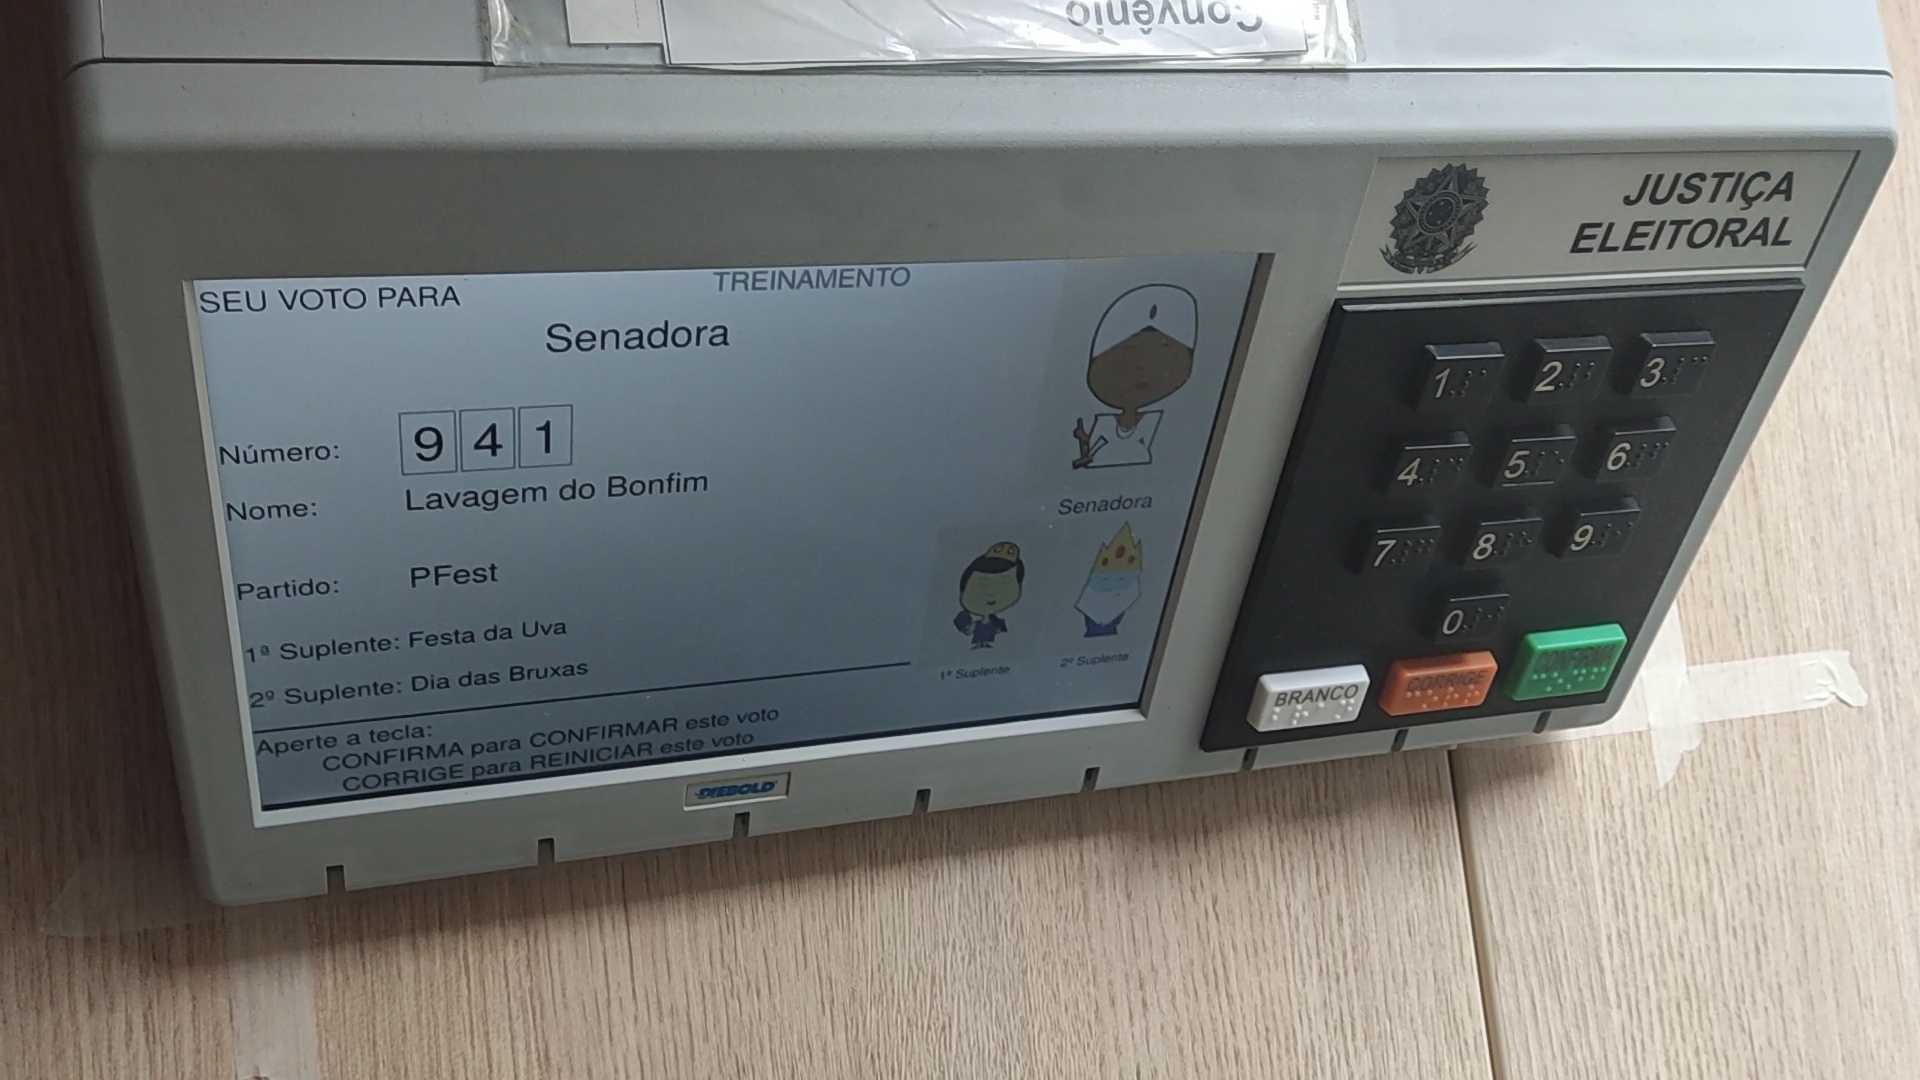 Convênio
JUSTIÇA
ELEITORAL
TREINAMENTO
SEU VOTO PARA
Senadora
Número: 9 4 1
Nome: Lavagem do Bonfim
Senadora
Partido: PFest
1ª Suplente: Festa da Uva
2º Suplente: Dia das Bruxas
1ª Suplente
2º Suplente
Aperte a tecla:
CONFIRMA para CONFIRMAR este voto
CORRIGE para REINICIAR este voto
DIEBOLD
1 2 3
4 5 6
7 8 9
0
BRANCO CORRIGE CONFIRMA